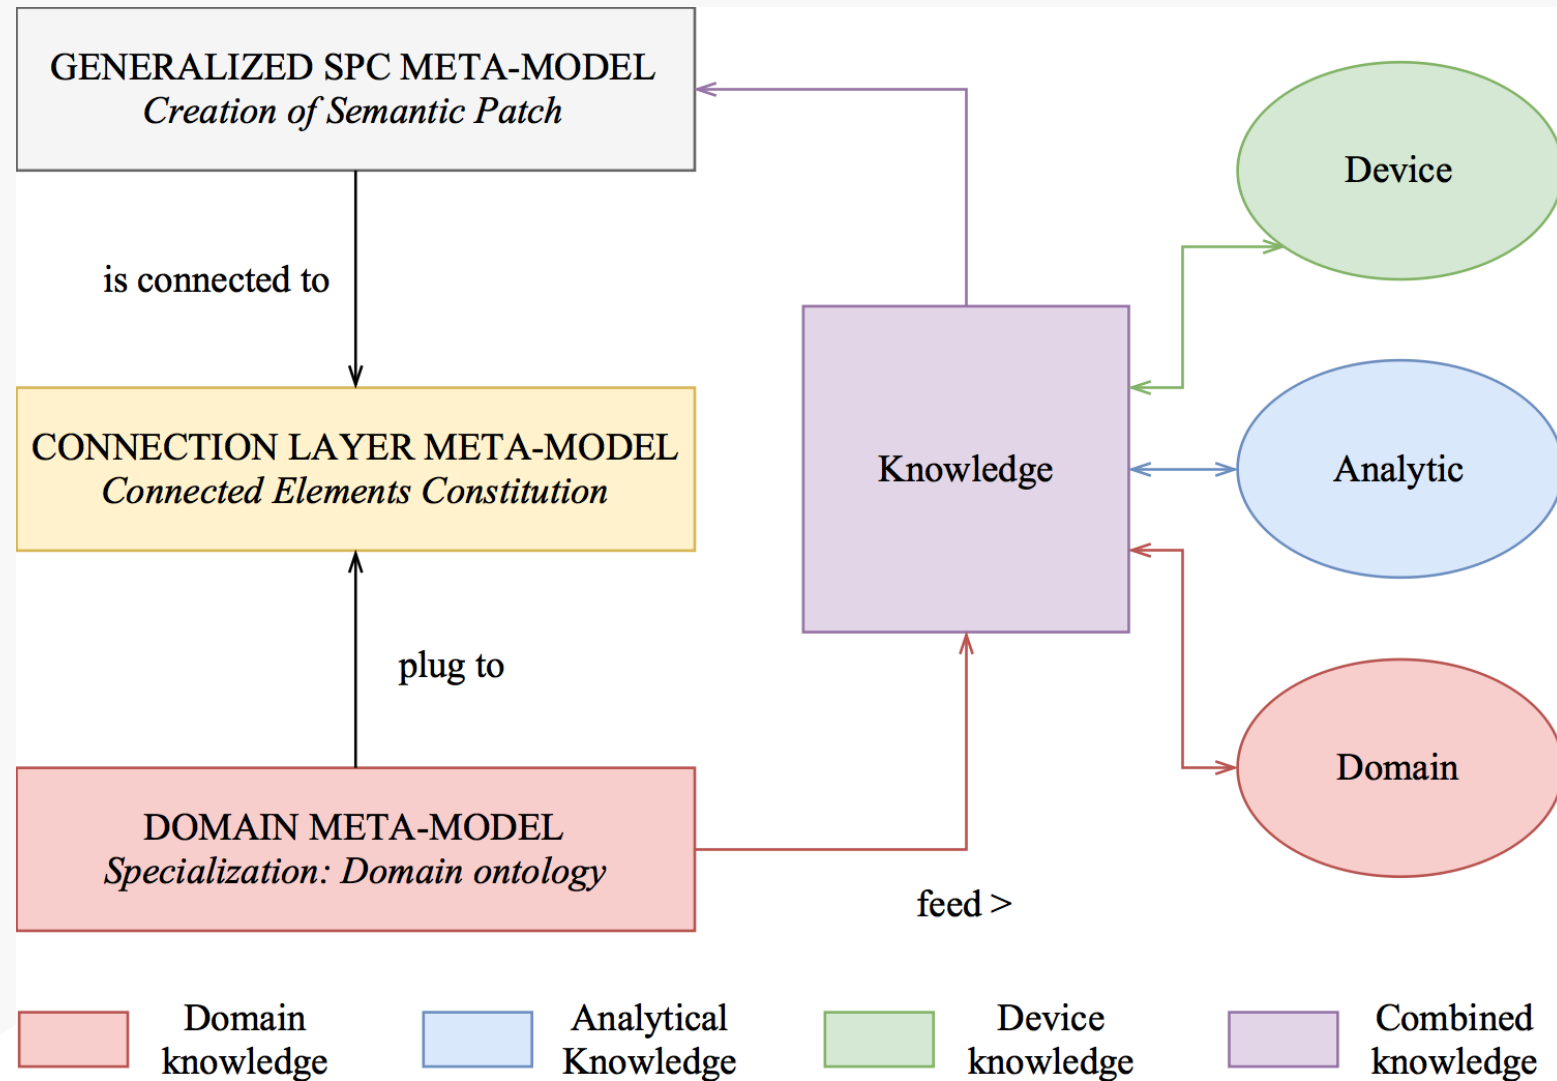 GENERALIZED SPC META-MODEL
Creation of Semantic Patch
Device
is connected to
CONNECTION LAYER META-MODEL
Connected Elements Constitution
Knowledge
Analytic
plug to
Domain
DOMAIN META-MODEL
Specialization: Domain ontology
feed >
Domain
knowledge
Analytical
Knowledge
Device
knowledge
Combined
knowledge